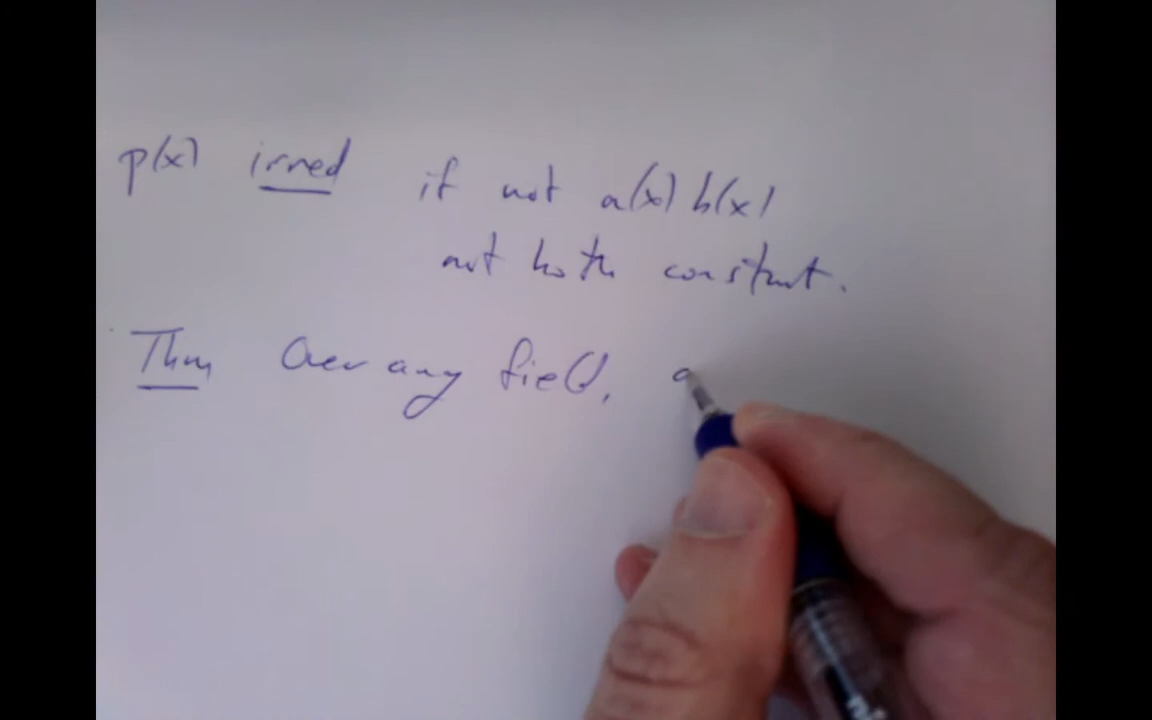 p(x) irred if not a(x) b(x)
not both constant.
Thm Over any field, a